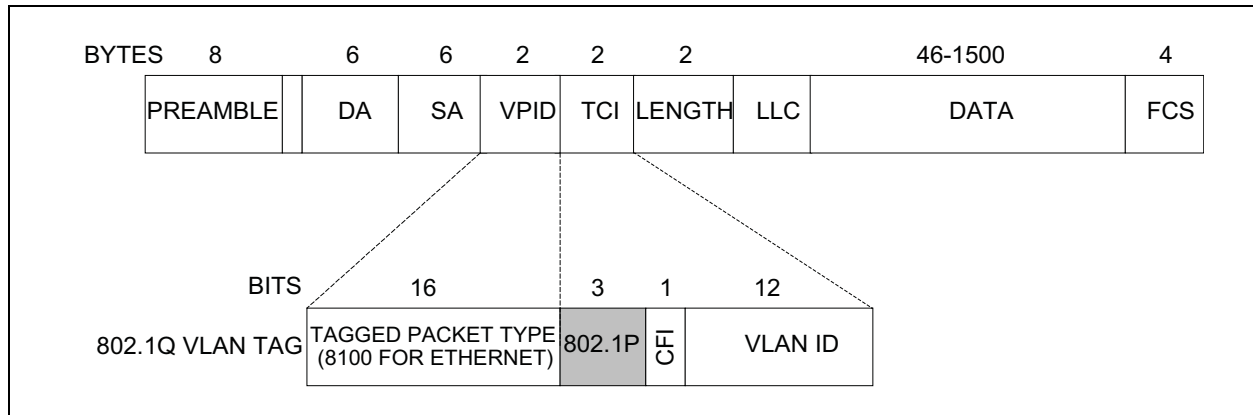 BYTES 8 6 6 2 2 2 46-1500 4
PREAMBLE DA SA VPID TCI LENGTH LLC DATA FCS
BITS 16 3 1 12
802.1Q VLAN TAG TAGGED PACKET TYPE
(8100 FOR ETHERNET) 802.1P CFI VLAN ID